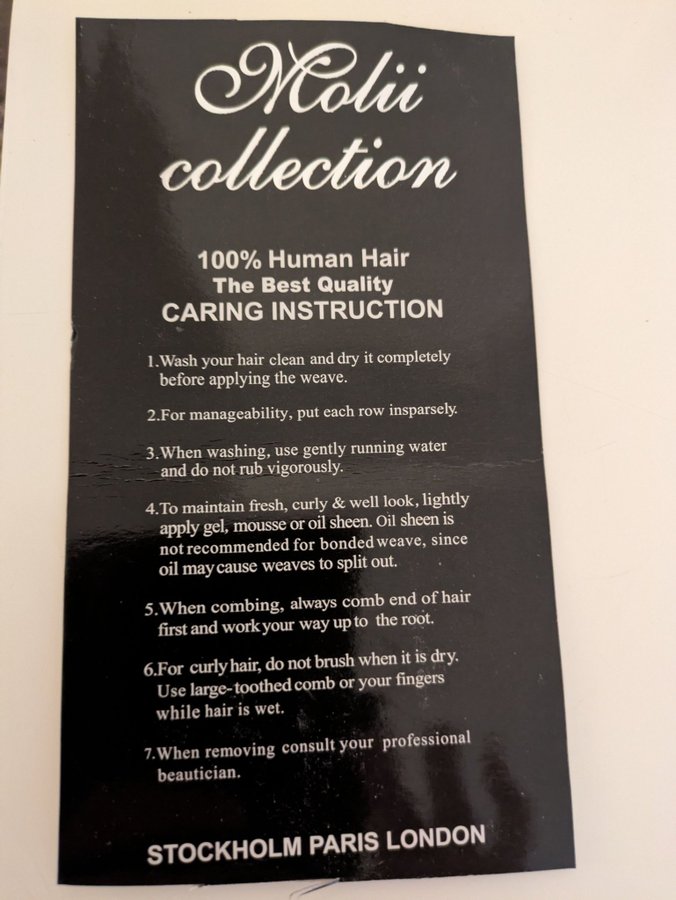 Molii
collection
100% Human Hair
The Best Quality
CARING INSTRUCTION
1.Wash your hair clean and dry it completely
before applying the weave.
2.For manageability, put each row insparsely.
3.When washing, use gently running water
and do not rub vigorously.
4.To maintain fresh, curly & well look, lightly
apply gel, mousse or oil sheen. Oil sheen is
not recommended for bonded weave, since
oil may cause weaves to split out.
5.When combing, always comb end of hair
first and work your way up to the root.
6.For curly hair, do not brush when it is dry.
Use large-toothed comb or your fingers
while hair is wet.
7.When removing consult your professional
beautician.
STOCKHOLM PARIS LONDON